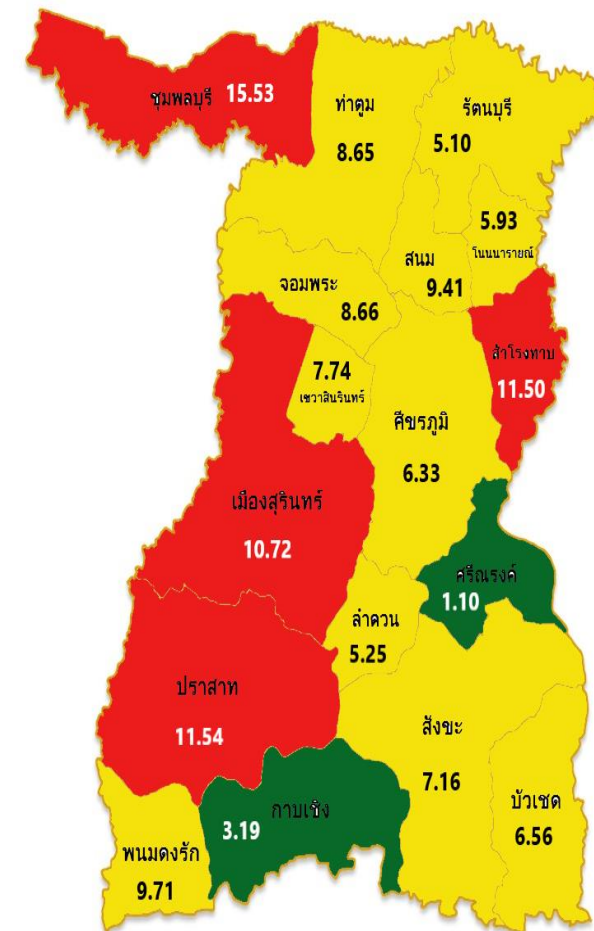 ชุมพลบุรี 15.53
ท่าตูม
8.65
รัตนบุรี
5.10
5.93
โนนนารายณ์
สนม
9.41
จอมพระ
8.66
สำโรงทาบ
11.50
7.74
เขวาสินรินทร์
ศีขรภูมิ
6.33
เมืองสุรินทร์
10.72
ศรีณรงค์
1.10
ลำดวน
5.25
ปราสาท
11.54
สังขะ
7.16
บัวเชด
6.56
กาบเชิง
3.19
พนมดงรัก
9.71